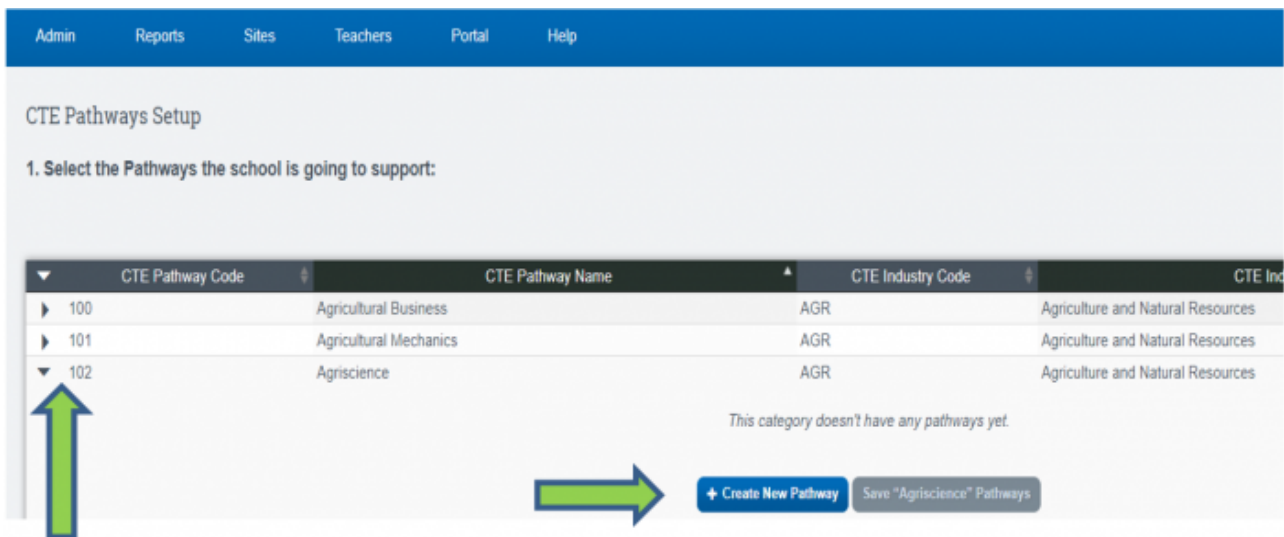 Admin Reports Sites Teachers Portal Help
CTE Pathways Setup
1. Select the Pathways the school is going to support:
CTE Pathway Code CTE Pathway Name CTE Industry Code CTE Ind
100 Agricultural Business AGR Agriculture and Natural Resources
101 Agricultural Mechanics AGR Agriculture and Natural Resources
102 Agriscience AGR Agriculture and Natural Resources
This category doesn't have any pathways yet.
+ Create New Pathway Save "Agriscience" Pathways